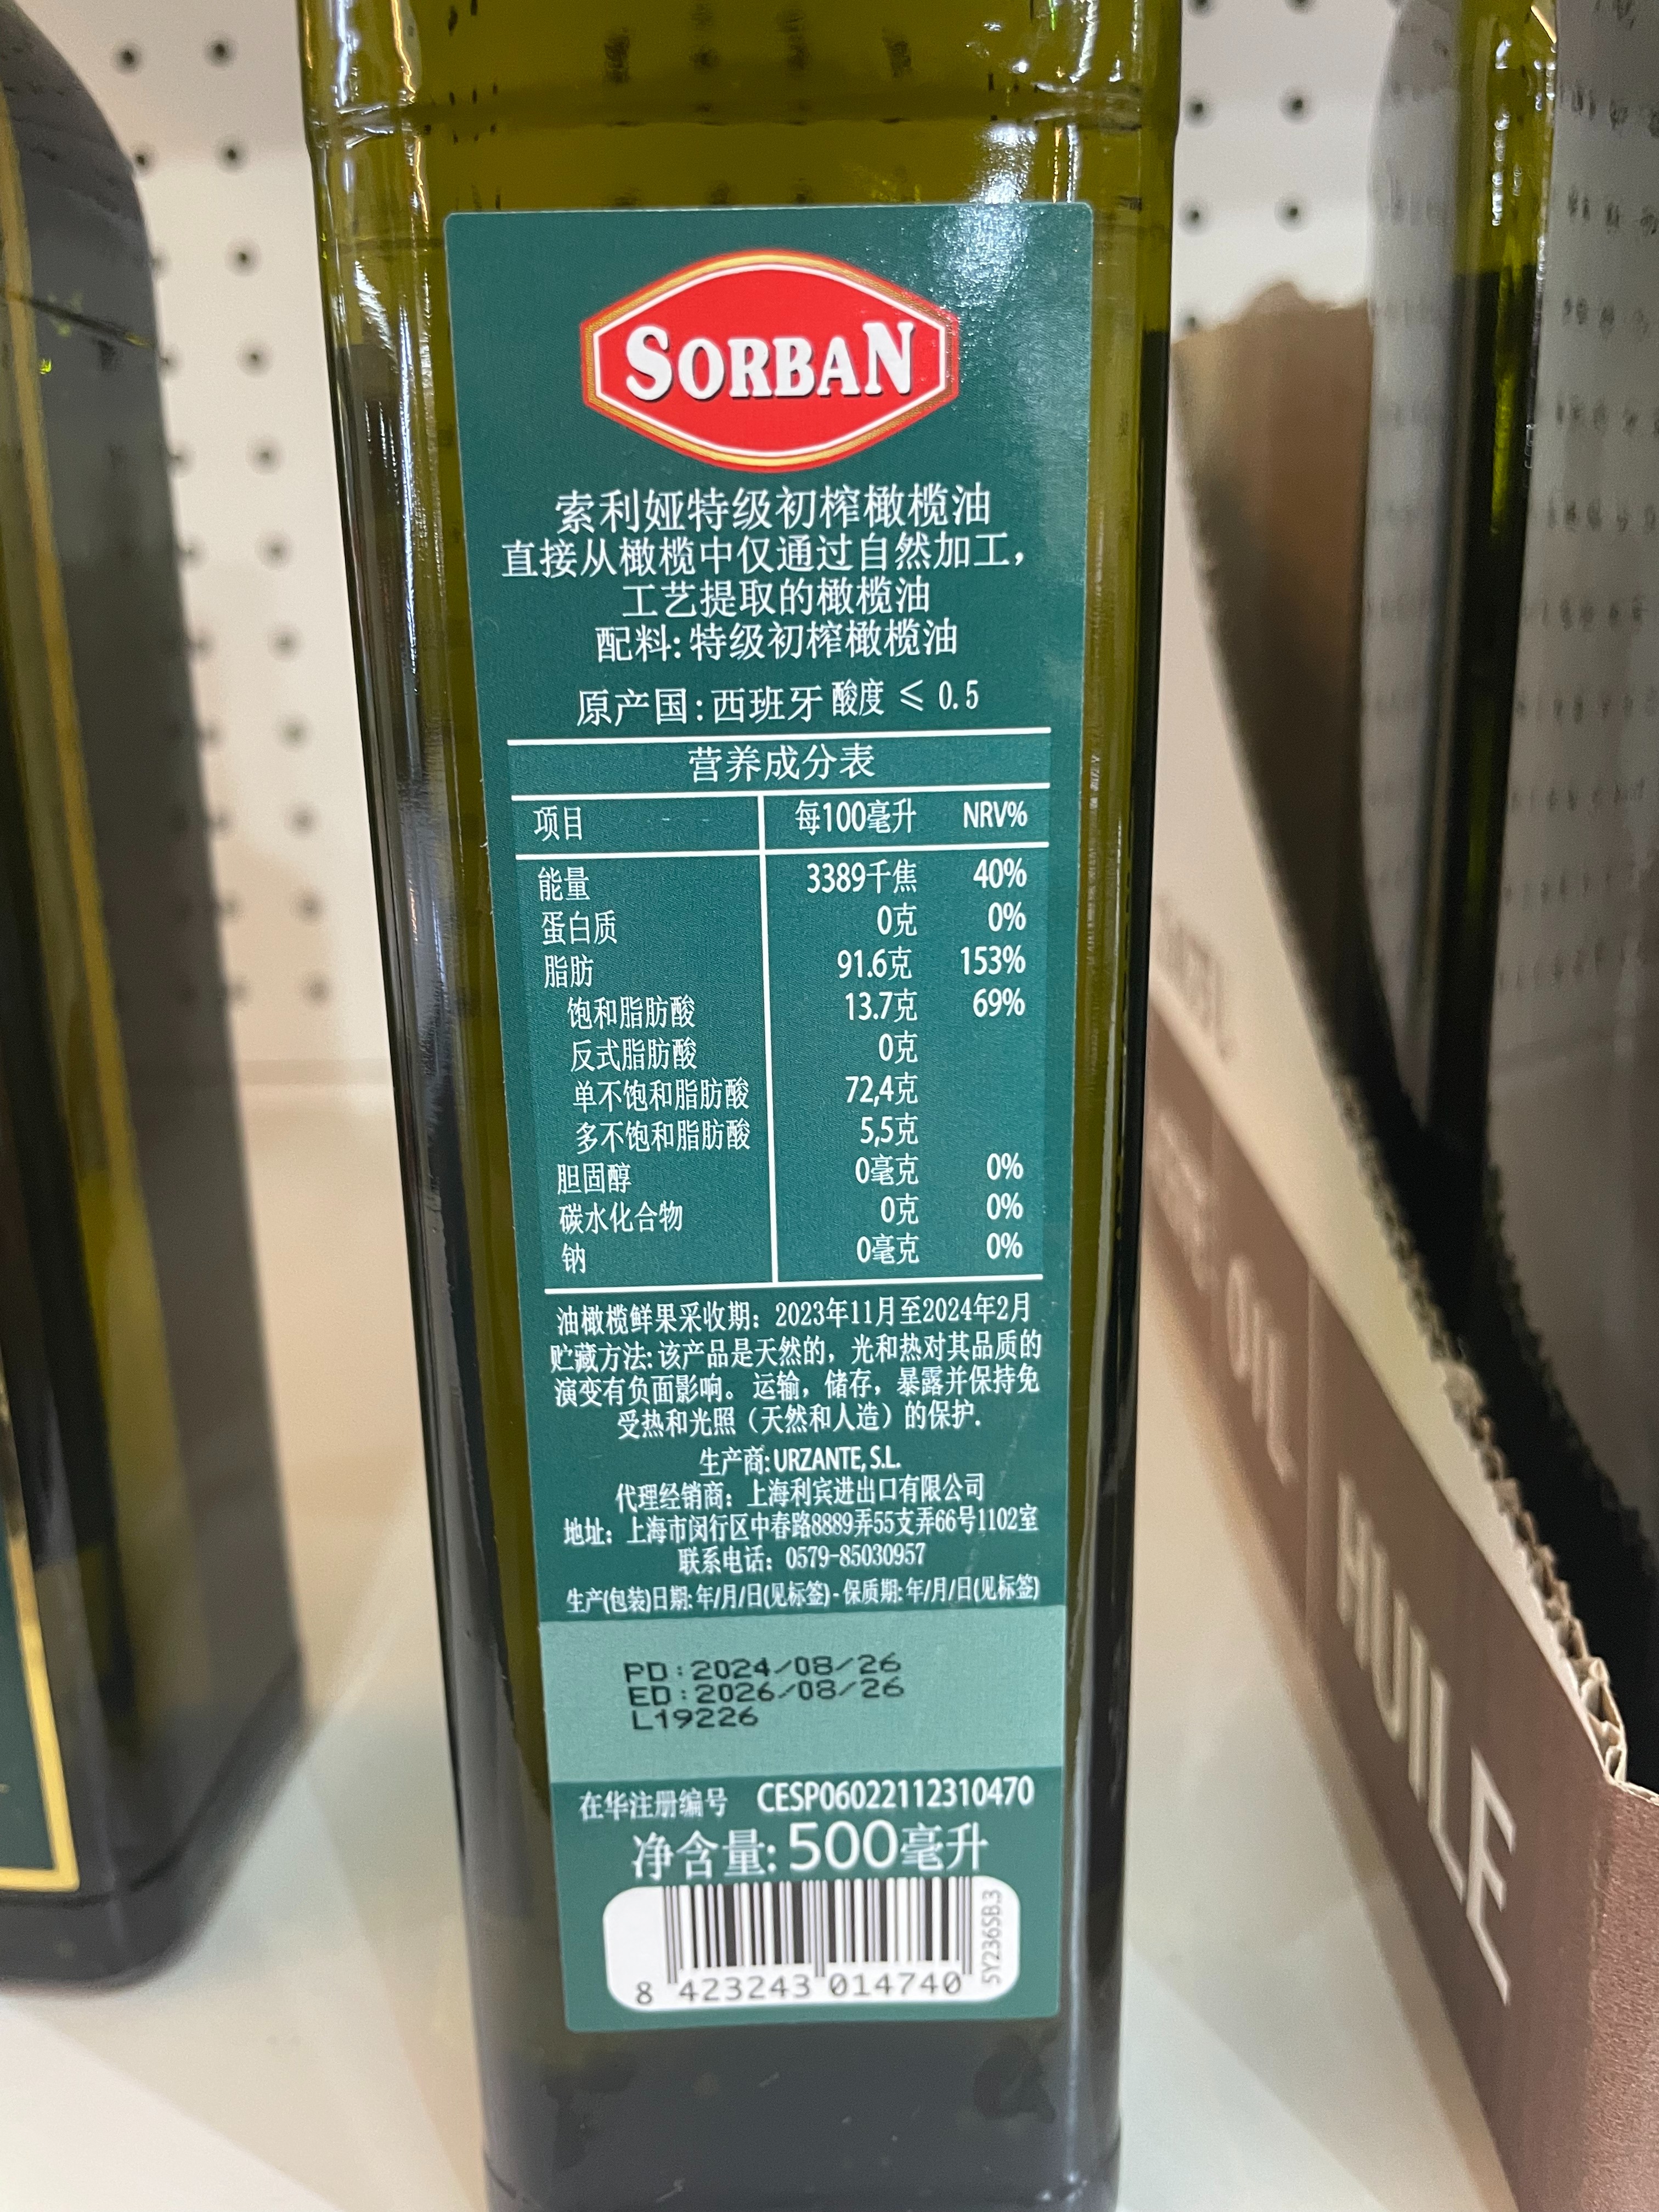 SORBAN
索利娅特级初榨橄榄油
直接从橄榄中仅通过自然加工，
工艺提取的橄榄油
配料：特级初榨橄榄油
原产国：西班牙 酸度 ≤ 0.5
营养成分表
项目 每100毫升 NRV%
能量 3389千焦 40%
蛋白质 0克 0%
脂肪 91.6克 153%
饱和脂肪酸 13.7克 69%
反式脂肪酸 0克
单不饱和脂肪酸 72,4克
多不饱和脂肪酸 5,5克
胆固醇 0毫克 0%
碳水化合物 0克 0%
钠 0毫克 0%
油橄榄鲜果采收期：2023年11月至2024年2月
贮藏方法：该产品是天然的，光和热对其品质的
演变有负面影响。运输，储存，暴露并保持免
受热和光照（天然和人造）的保护.
生产商：URZANTE, S.L.
代理经销商：上海利宾进出口有限公司
地址：上海市闵行区中春路8889弄55支弄66号1102室
联系电话：0579-85030957
生产(包装)日期：年/月/日(见标签) - 保质期：年/月/日(见标签)
PD:2024/08/26
ED:2026/08/26
L19226
在华注册编号 CESP06022112310470
净含量：500毫升
8 423243 014740
5Y236SB.3
OIL
HUILE